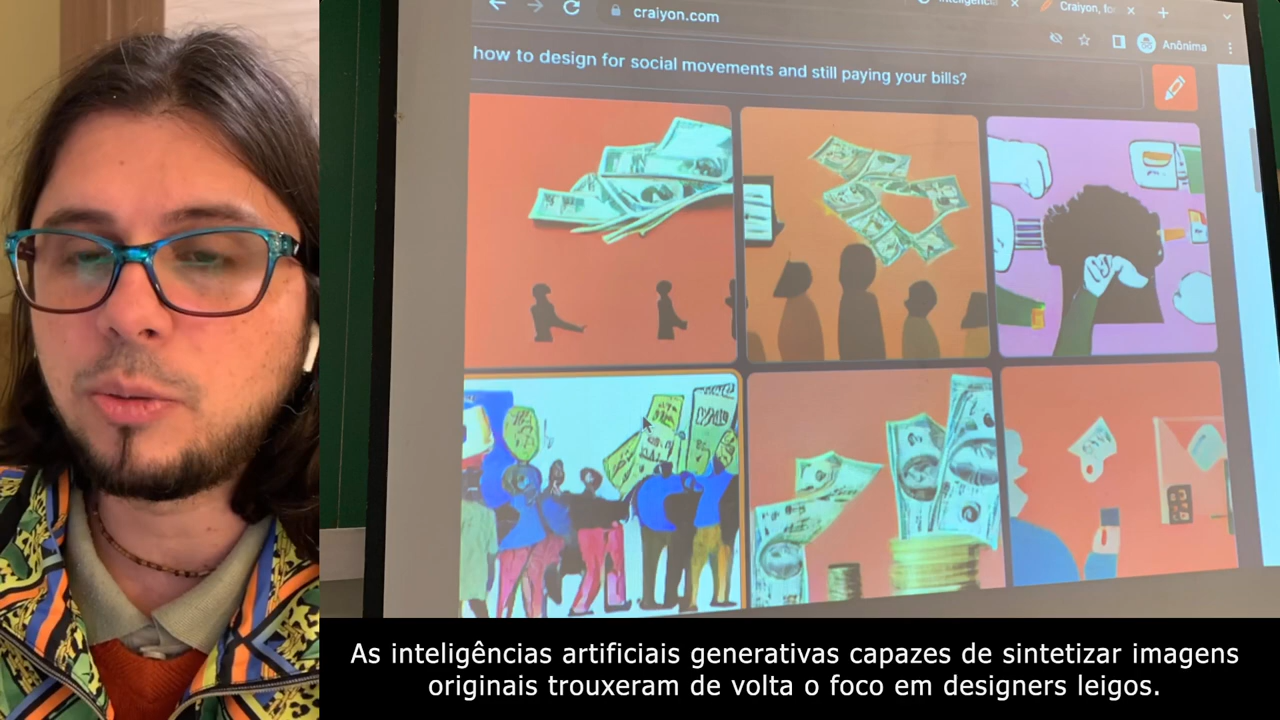 craiyon.com
Craiyon, fo
Anônima
how to design for social movements and still paying your bills?
As inteligências artificiais generativas capazes de sintetizar imagens
originais trouxeram de volta o foco em designers leigos.